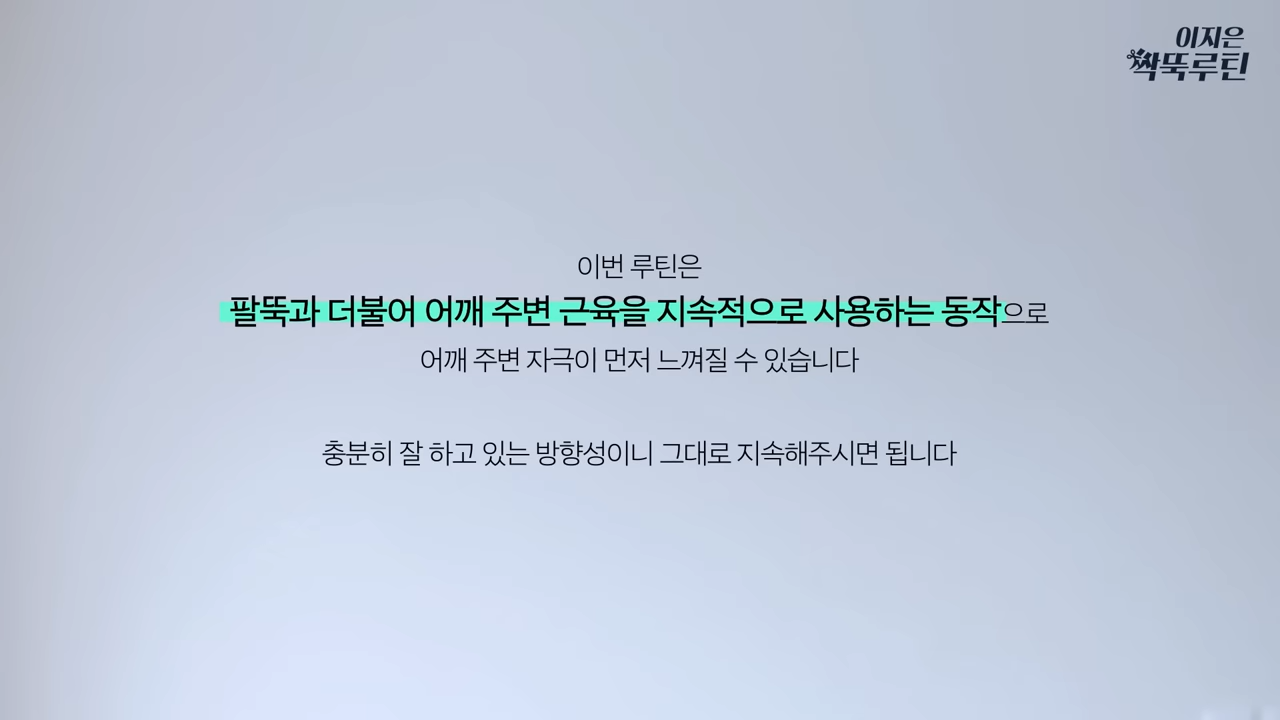 이지은
싹뚝루틴
이번 루틴은
팔뚝과 더불어 어깨 주변 근육을 지속적으로 사용하는 동작으로
어깨 주변 자극이 먼저 느껴질 수 있습니다
충분히 잘 하고 있는 방향성이니 그대로 지속해주시면 됩니다